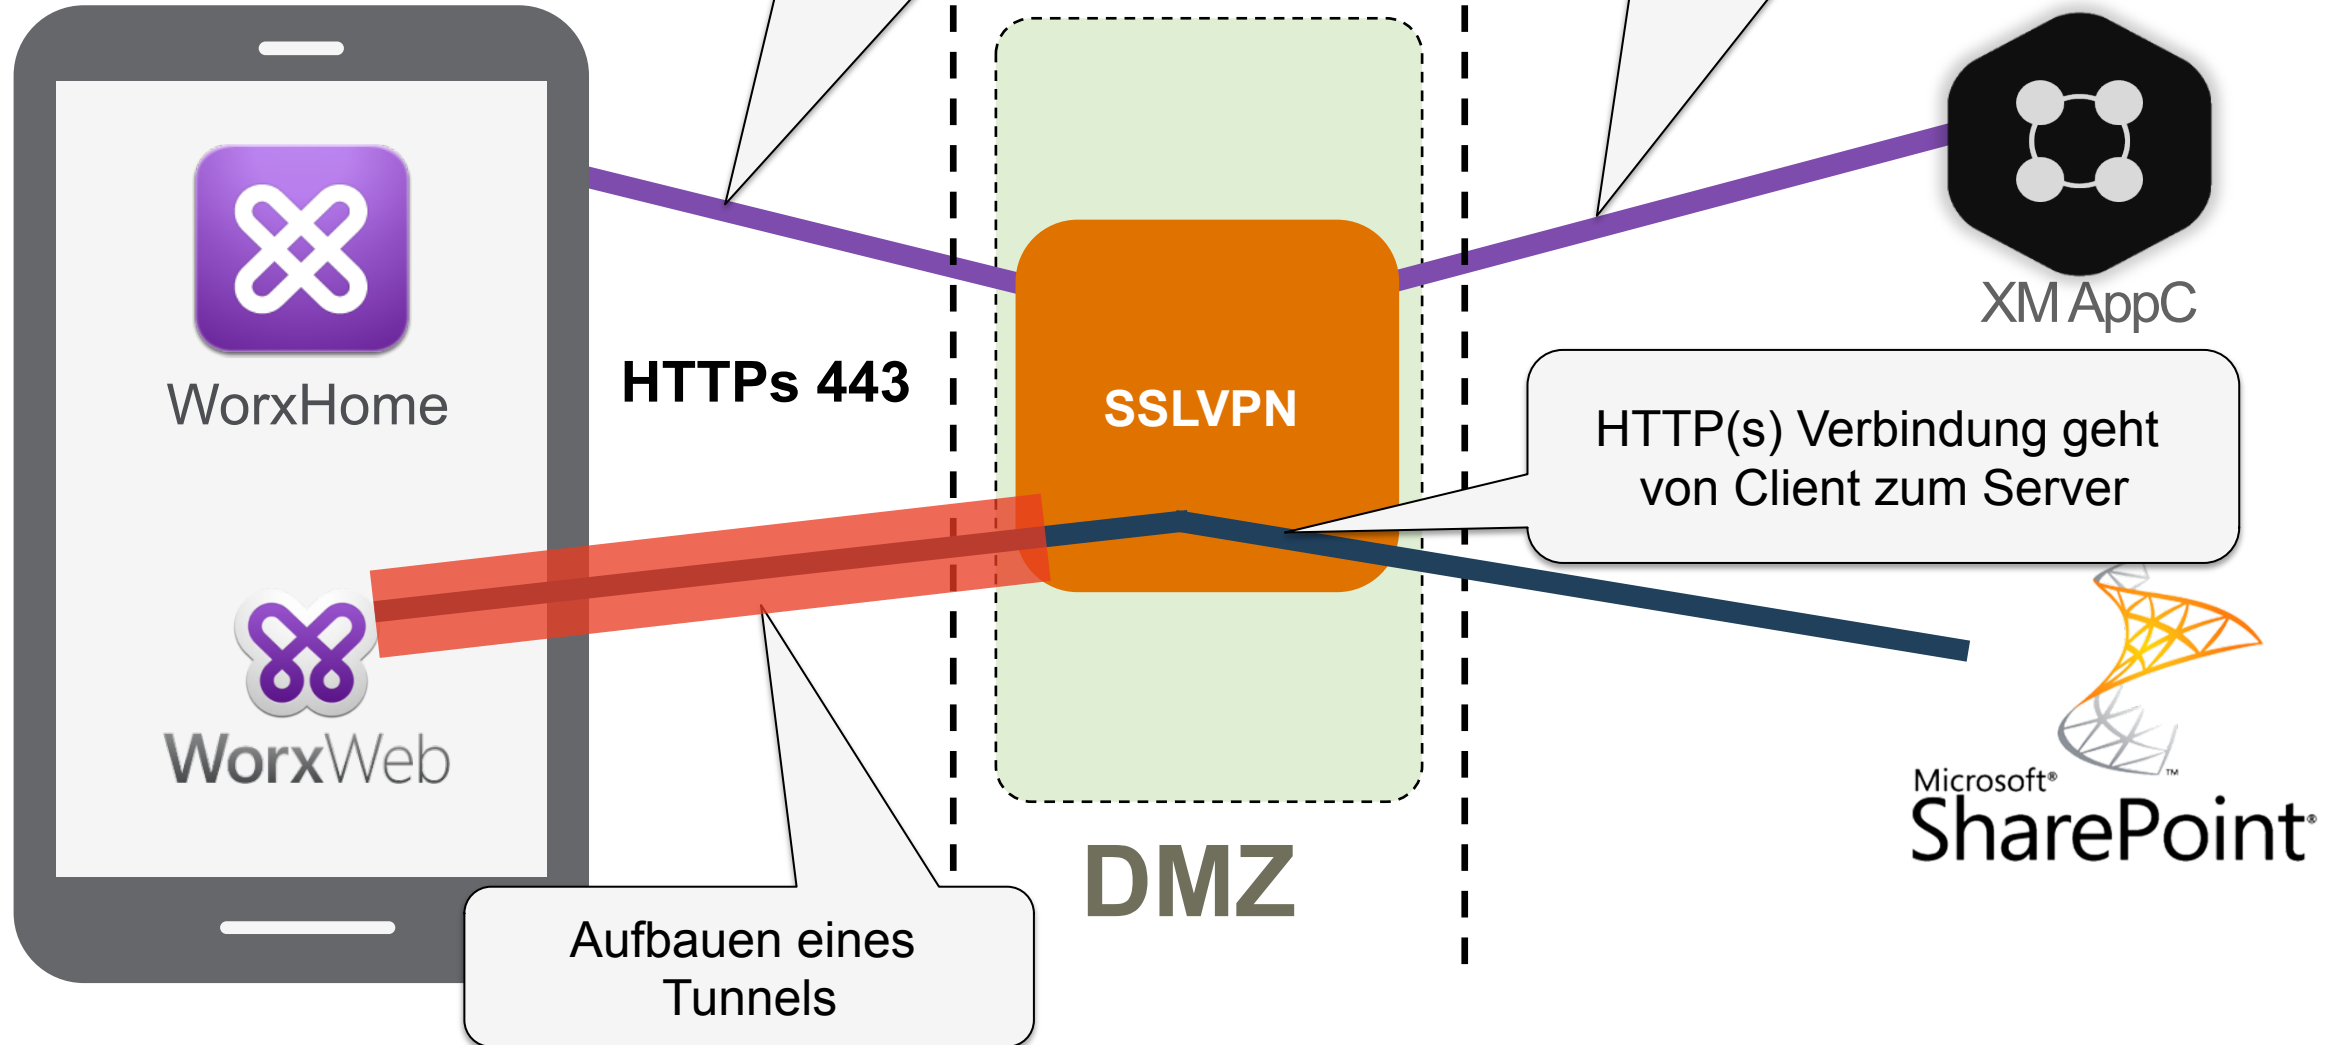 XM AppC
WorxHome
HTTPs 443
SSLVPN
HTTP(s) Verbindung geht
von Client zum Server
WorxWeb
Microsoft®
SharePoint®
™
DMZ
Aufbauen eines
Tunnels